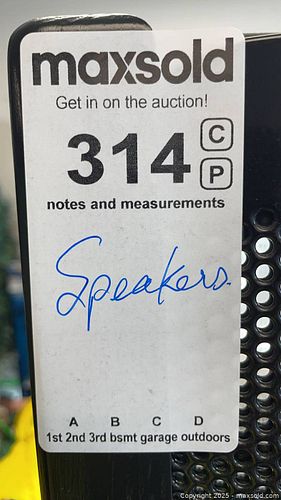 maxsold
Get in on the auction!
314 C
P
notes and measurements
Speakers.
A B C D
1st 2nd 3rd bsmt garage outdoors
Copyright 2025 - maxsold.com